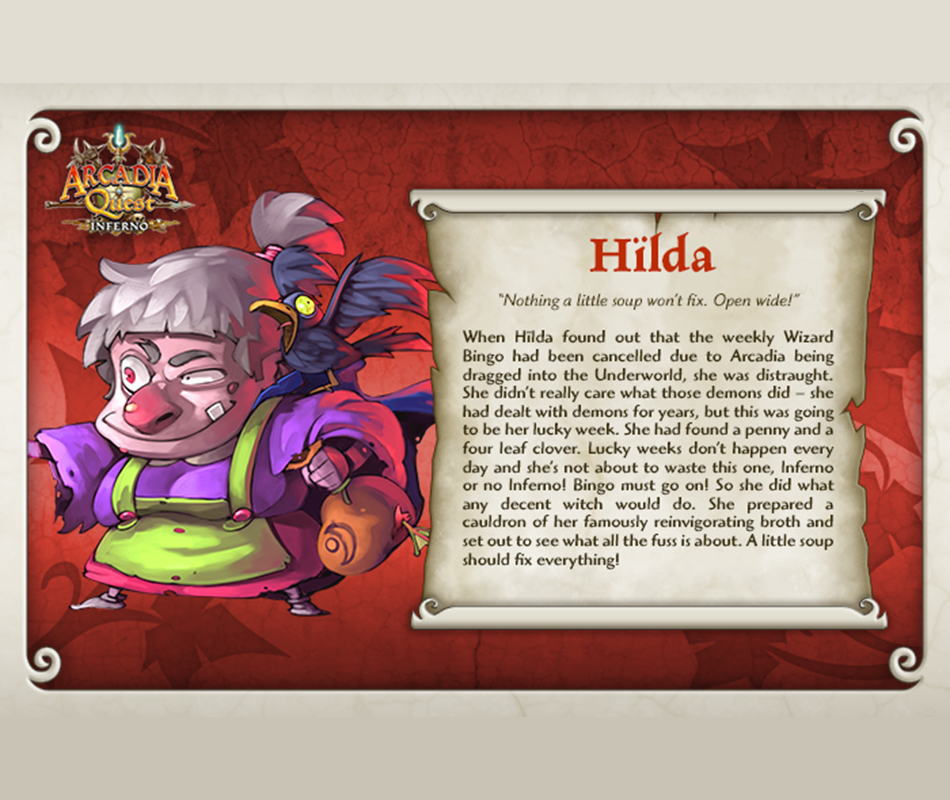 ARCADIA
Quest
INFERNO
Hïlda
"Nothing a little soup won't fix. Open wide!"
When Hïlda found out that the weekly Wizard
Bingo had been cancelled due to Arcadia being
dragged into the Underworld, she was distraught.
She didn't really care what those demons did – she
had dealt with demons for years, but this was going
to be her lucky week. She had found a penny and a
four leaf clover. Lucky weeks don't happen every
day and she's not about to waste this one, Inferno
or no Inferno! Bingo must go on! So she did what
any decent witch would do. She prepared a
cauldron of her famously reinvigorating broth and
set out to see what all the fuss is about. A little soup
should fix everything!